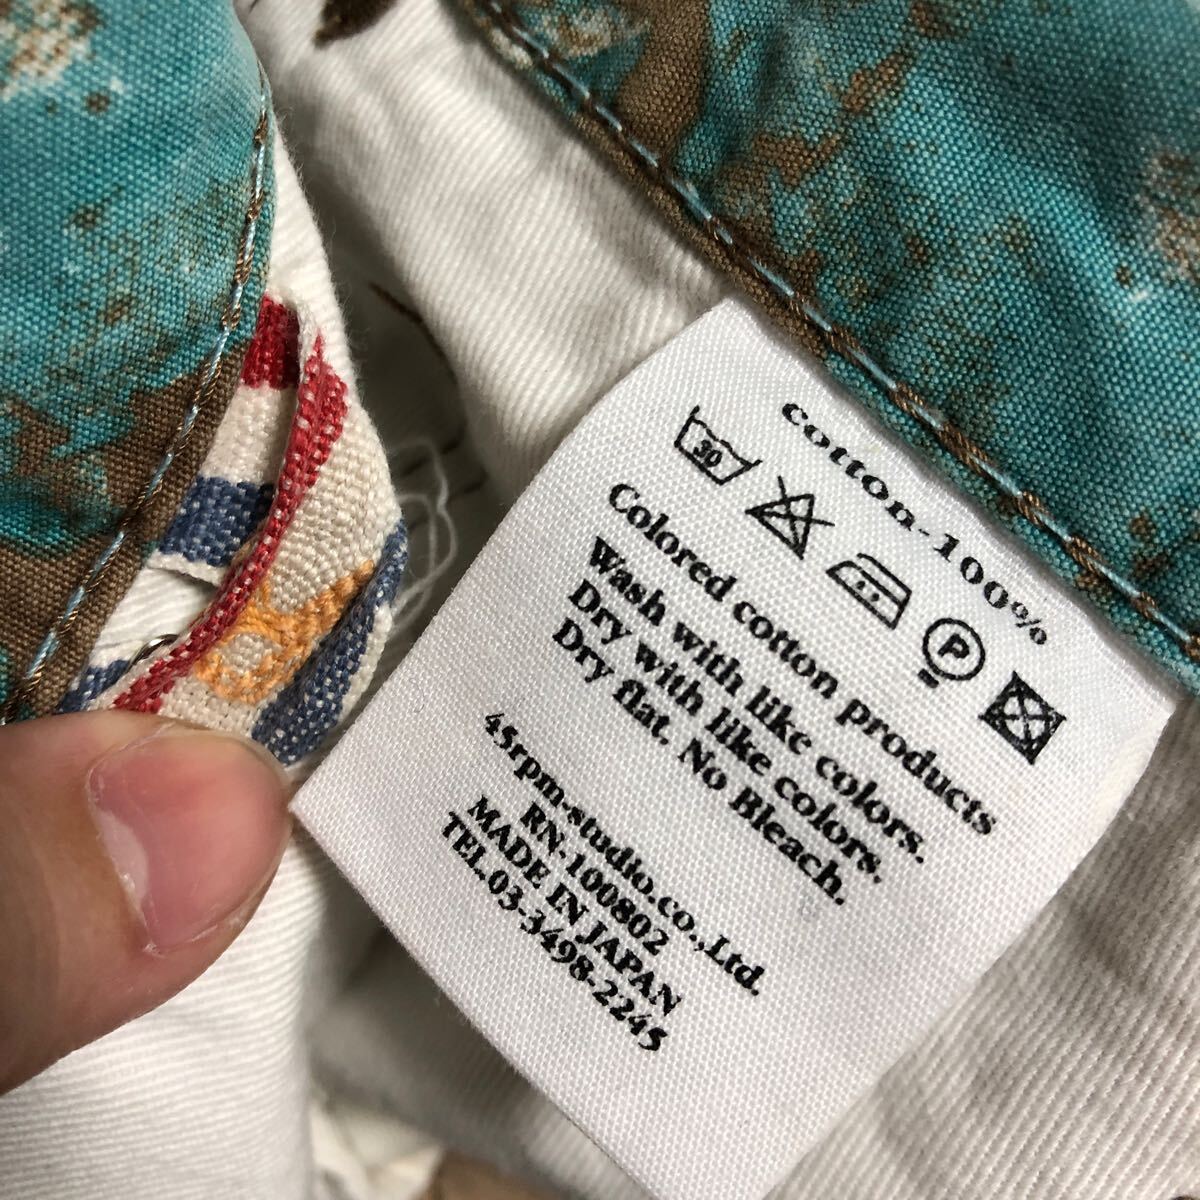 cotton-100%
30
P
Colored cotton products
Wash with like colors.
Dry with like colors.
Dry flat. No Bleach.
45rpm-studio.co.,Ltd.
RN-100802
MADE IN JAPAN
TEL.03-3498-2245